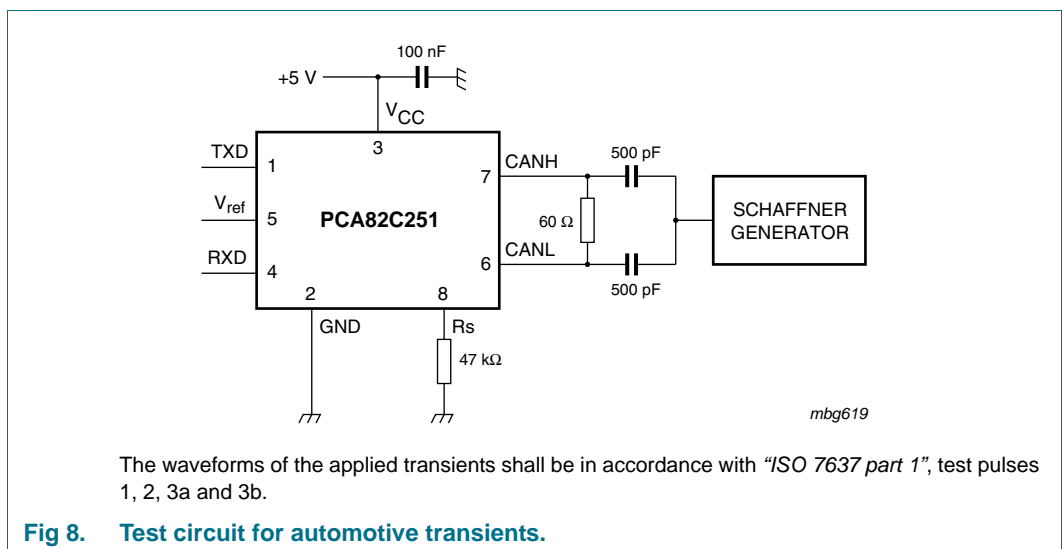 100 nF
+5 V
VCC
3
TXD
1
7
CANH
500 pF
Vref
5
PCA82C251
60 Ω
SCHAFFNER
GENERATOR
RXD
4
6
CANL
500 pF
2
8
GND
Rs
47 kΩ
mbg619
The waveforms of the applied transients shall be in accordance with “ISO 7637 part 1”, test pulses
1, 2, 3a and 3b.
Fig 8. Test circuit for automotive transients.